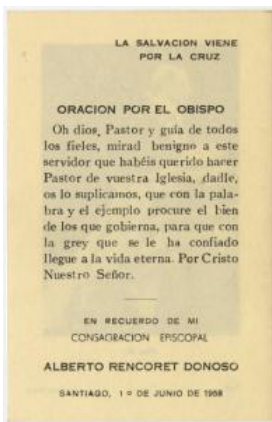 LA SALVACION VIENE
POR LA CRUZ
ORACION POR EL OBISPO
Oh dios, Pastor y guía de todos
los fieles, mirad benigno a este
servidor que habéis querido hacer
Pastor de vuestra Iglesia, dadle,
os lo suplicamos, que con la pala-
bra y el ejemplo procure el bien
de los que gobierna, para que con
la grey que se le ha confiado
llegue a la vida eterna. Por Cristo
Nuestro Señor.
EN RECUERDO DE MI
CONSAGRACION EPISCOPAL
ALBERTO RENCORET DONOSO
SANTIAGO, 1º DE JUNIO DE 1958